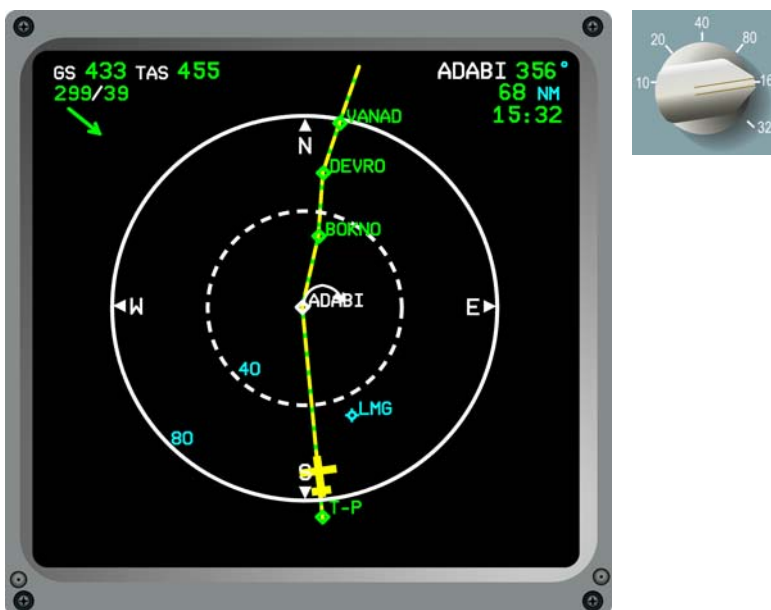 GS 433 TAS 455
299/39
ADABI 356°
68 NM
15:32
VANAD
N
DEVRO
BOKNO
ADABI
W
E
40
LMG
80
S
T-P
10
20
40
80
16
32